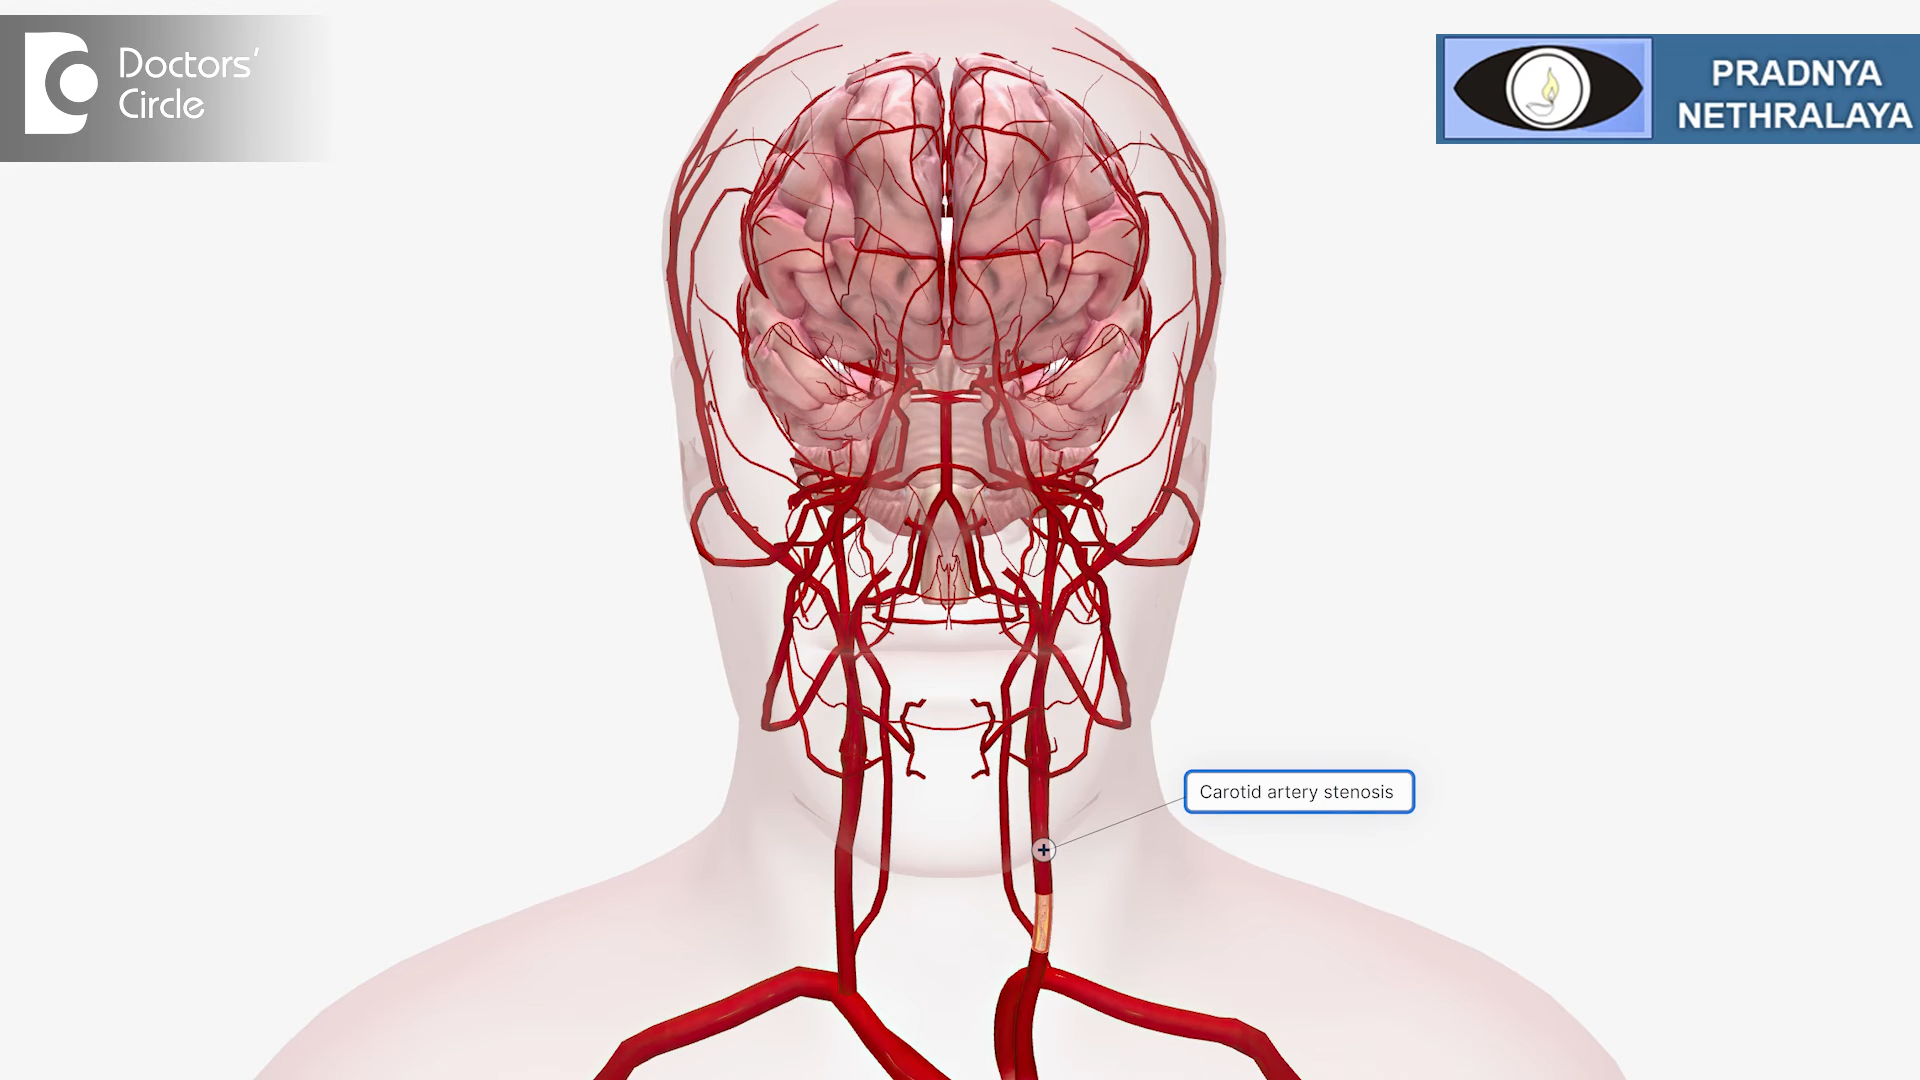 Doctors'
Circle
PRADNYA
NETHRALAYA
Carotid artery stenosis